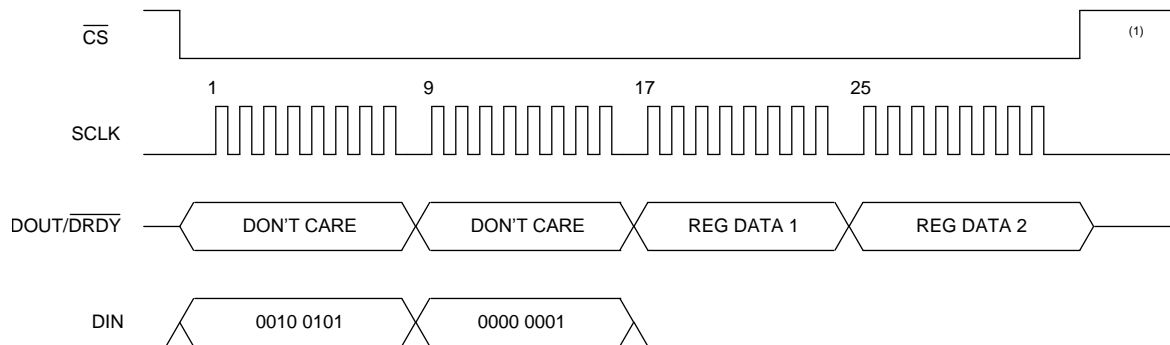 CS
(1)
1 9 17 25
SCLK
DOUT/DRDY DON'T CARE DON'T CARE REG DATA 1 REG DATA 2
DIN 0010 0101 0000 0001